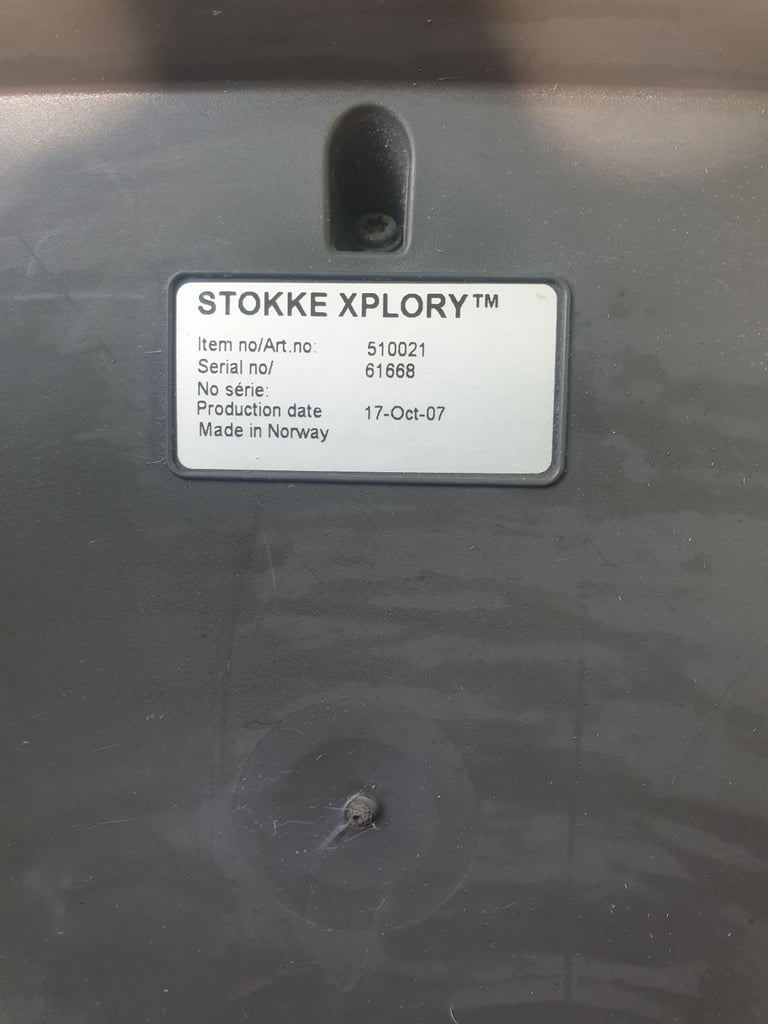 STOKKE XPLORY™
Item no/Art.no: 510021
Serial no/ 61668
No série:
Production date 17-Oct-07
Made in Norway